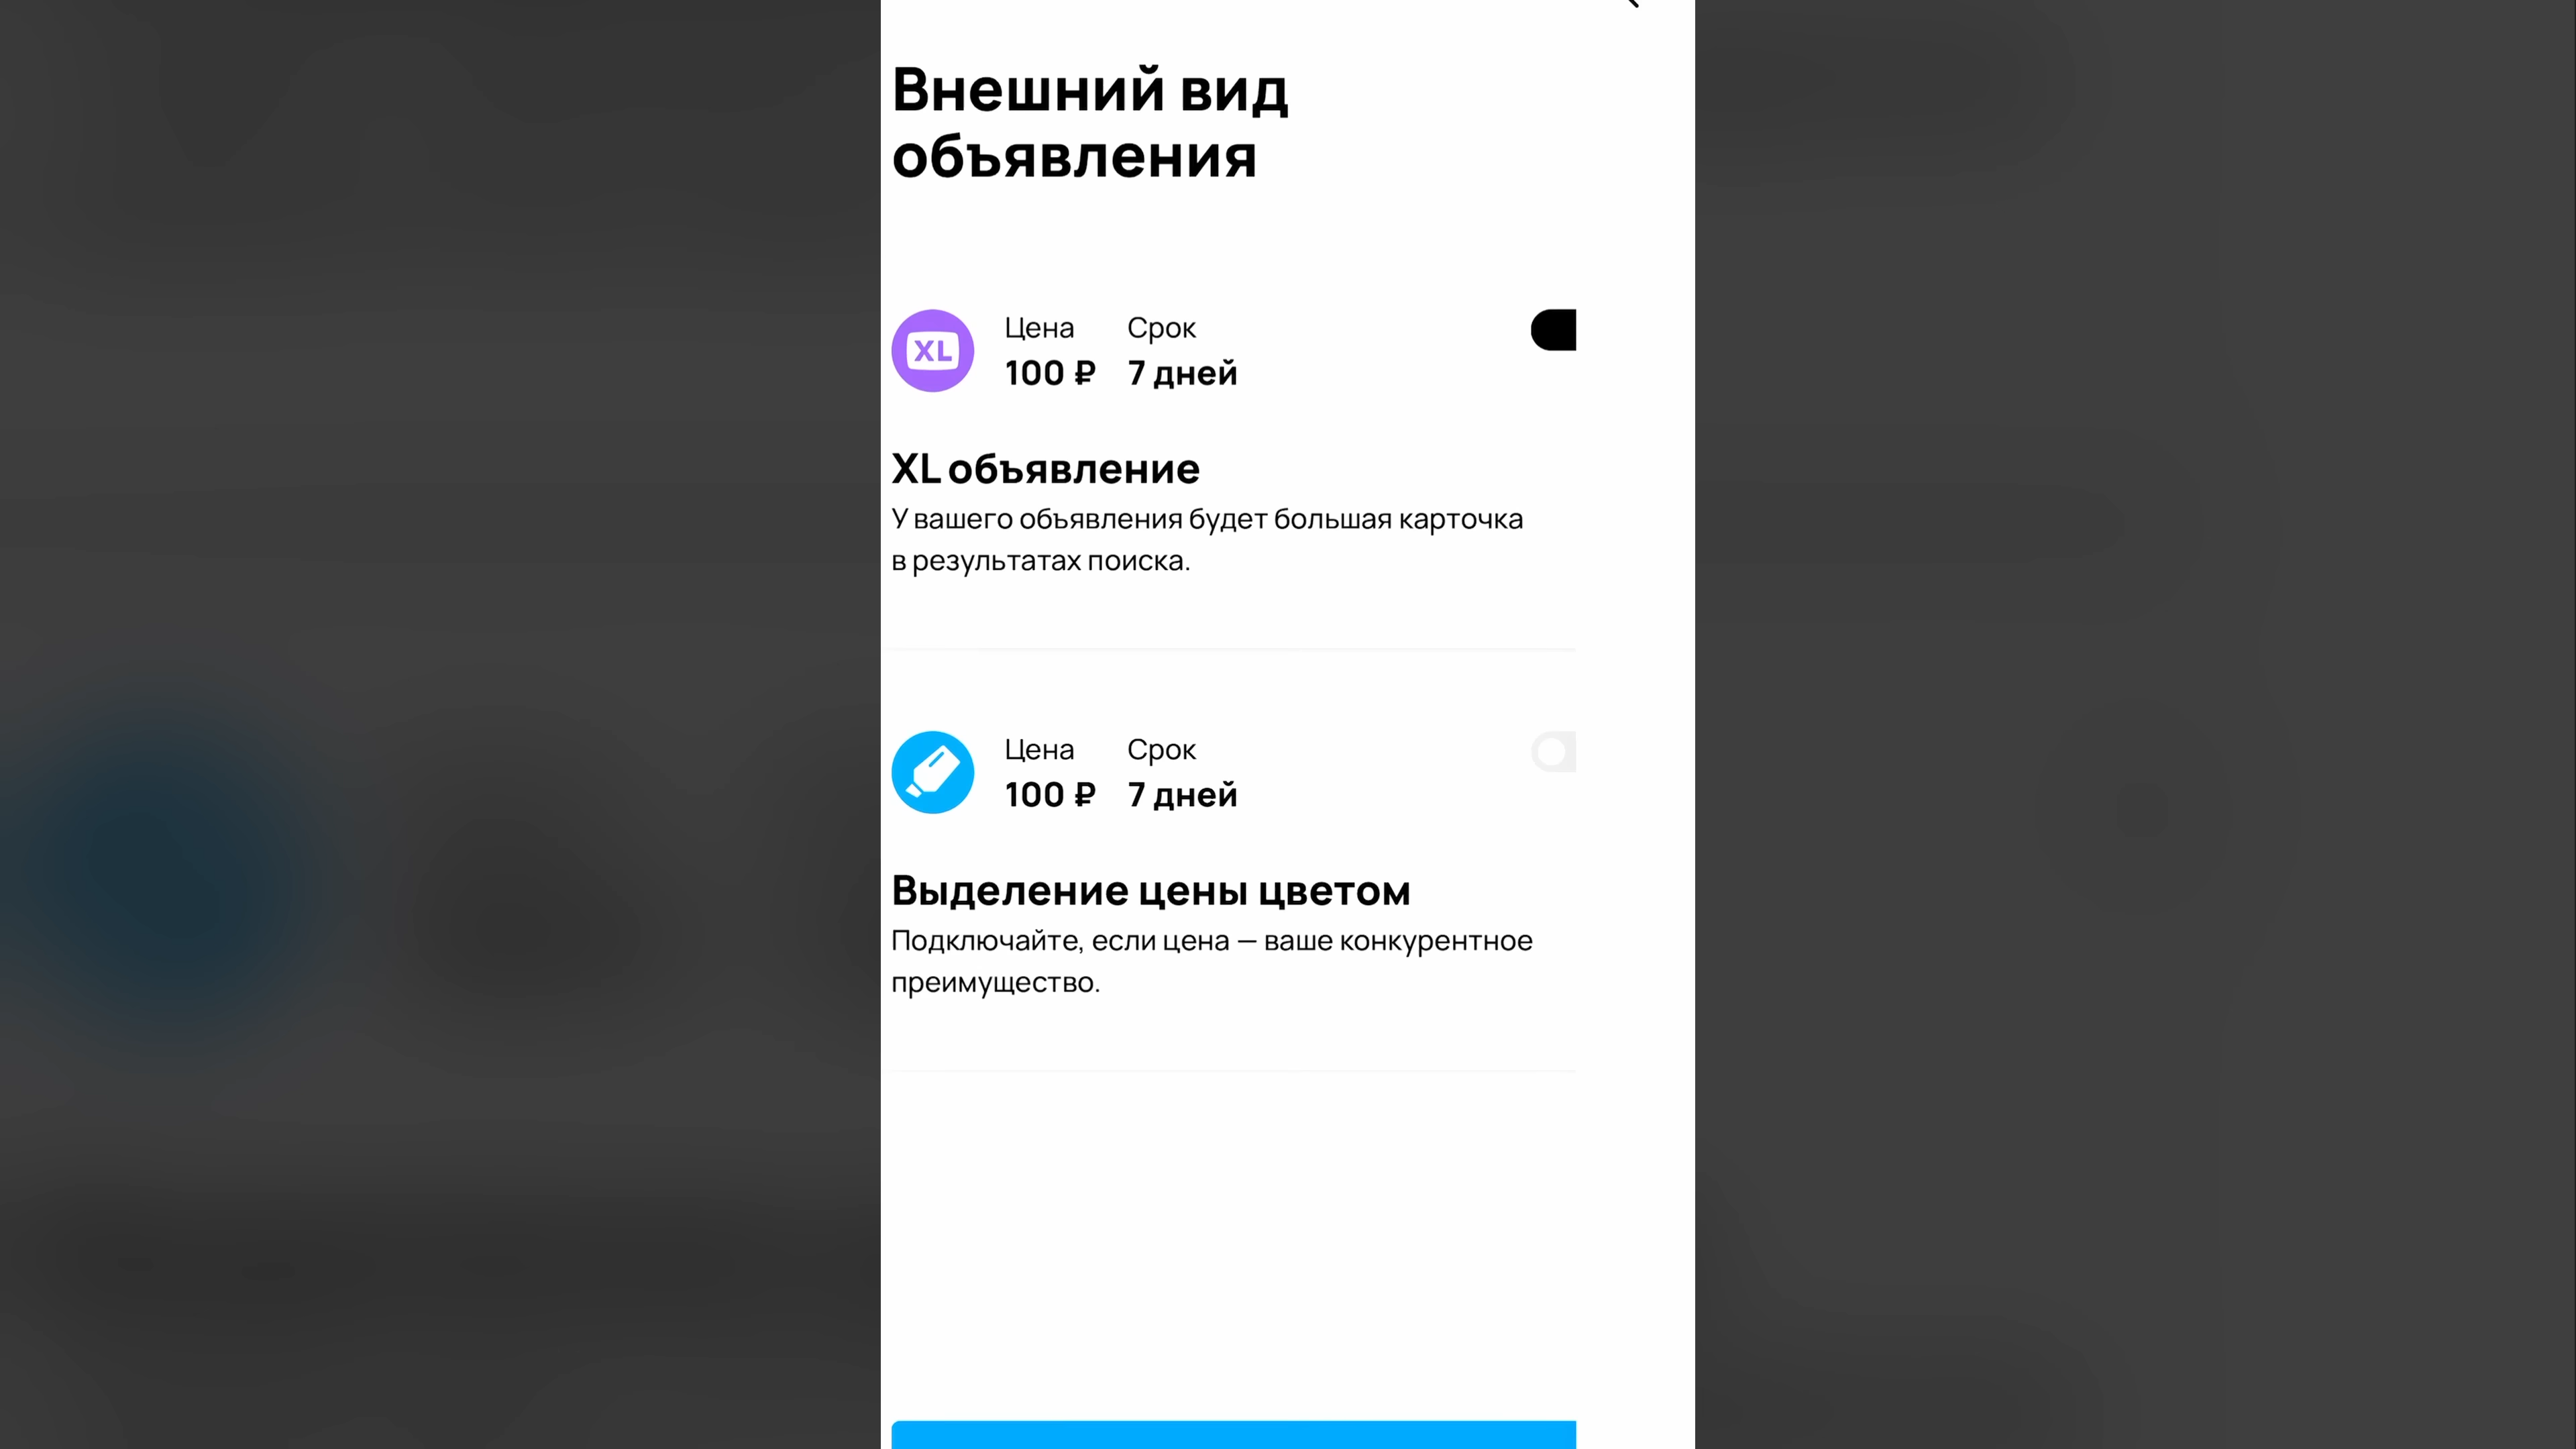 Внешний вид
объявления
Цена Срок
XL
100 ₽ 7 дней
XL объявление
У вашего объявления будет большая карточка
в результатах поиска.
Цена Срок
100 ₽ 7 дней
Выделение цены цветом
Подключайте, если цена — ваше конкурентное
преимущество.